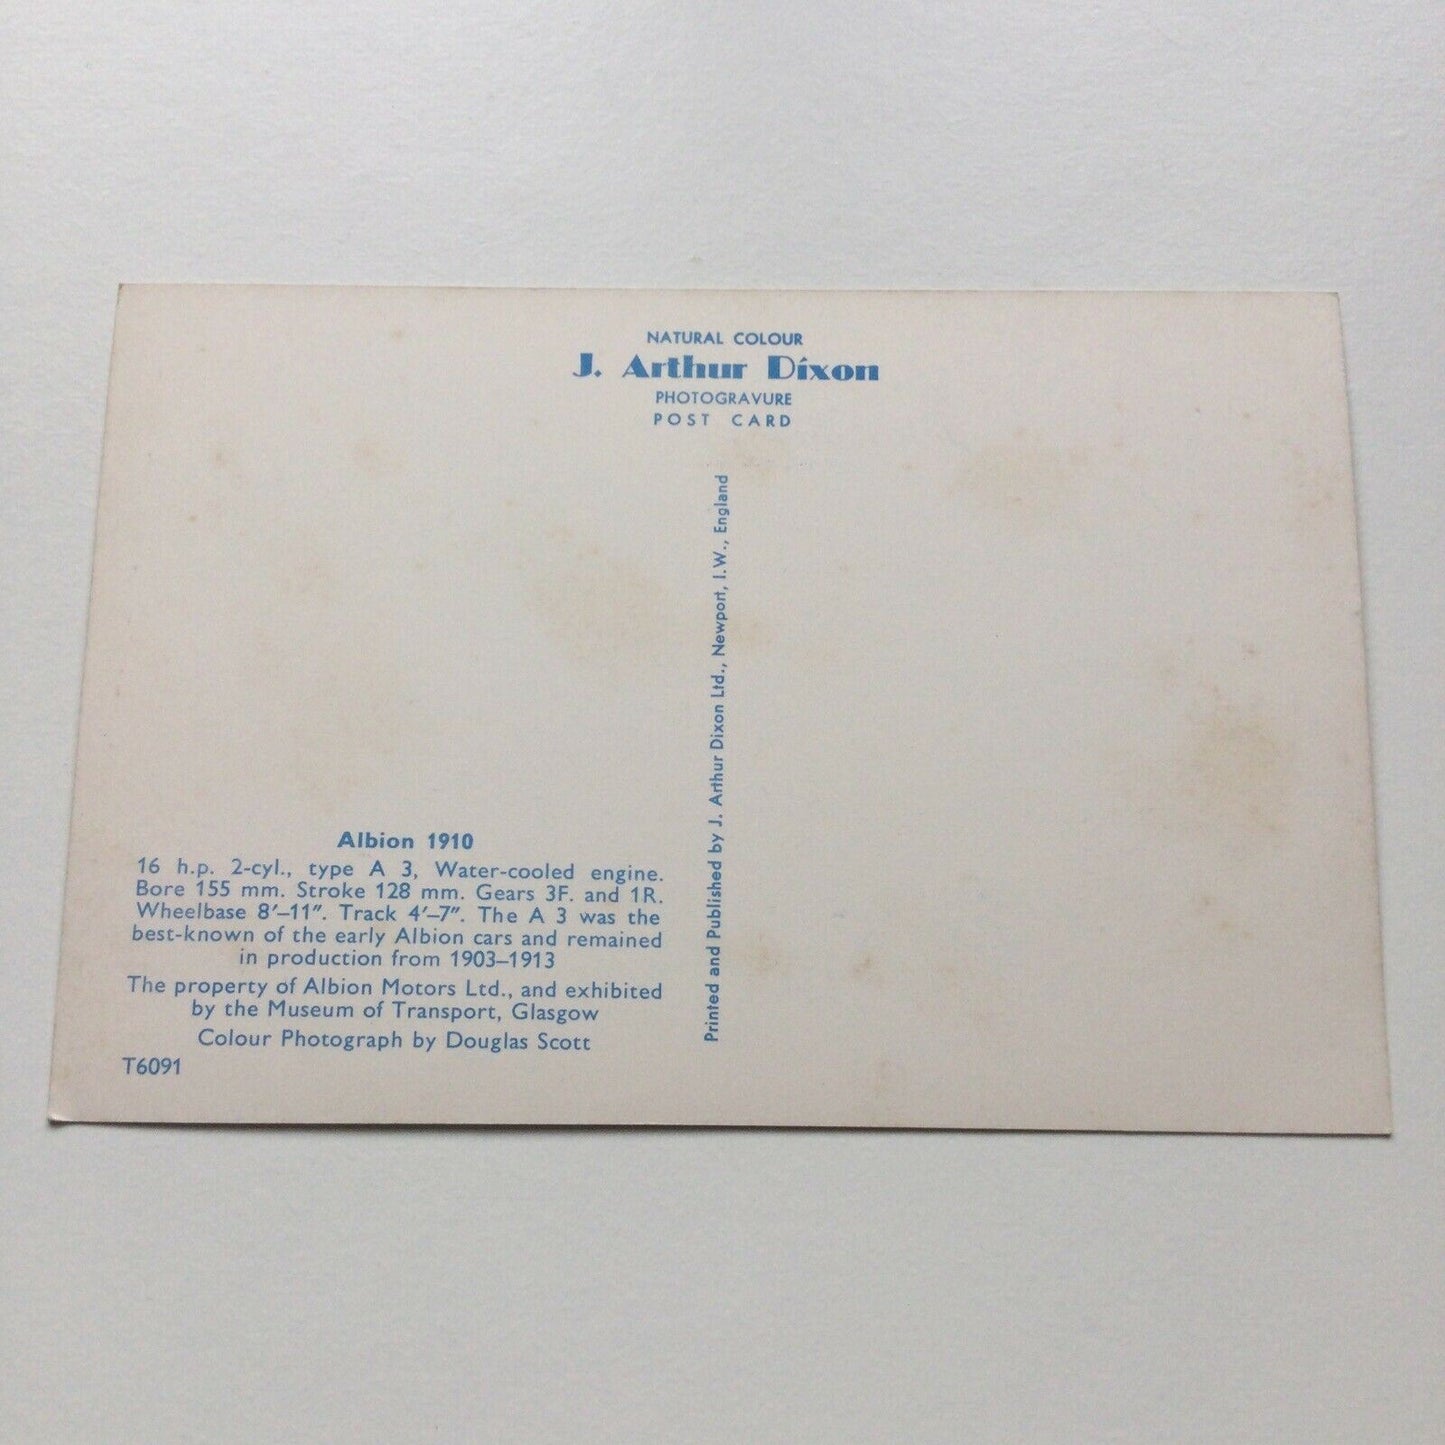 NATURAL COLOUR
J. Arthur Dixon
PHOTOGRAVURE
POST CARD
Printed and Published by J. Arthur Dixon Ltd., Newport, I.W., England
Albion 1910
16 h.p. 2-cyl., type A 3, Water-cooled engine.
Bore 155 mm. Stroke 128 mm. Gears 3F. and 1R.
Wheelbase 8′–11″. Track 4′–7″. The A 3 was the
best-known of the early Albion cars and remained
in production from 1903–1913
The property of Albion Motors Ltd., and exhibited
by the Museum of Transport, Glasgow
Colour Photograph by Douglas Scott
T6091